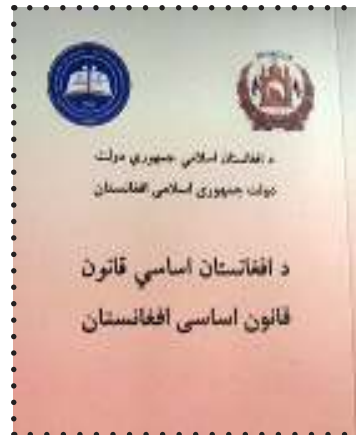 د افغانستان اسلامي جمهوري دولت
دولت جمهوری اسلامی افغانستان
د افغانستان اساسي قانون
قانون اساسی افغانستان